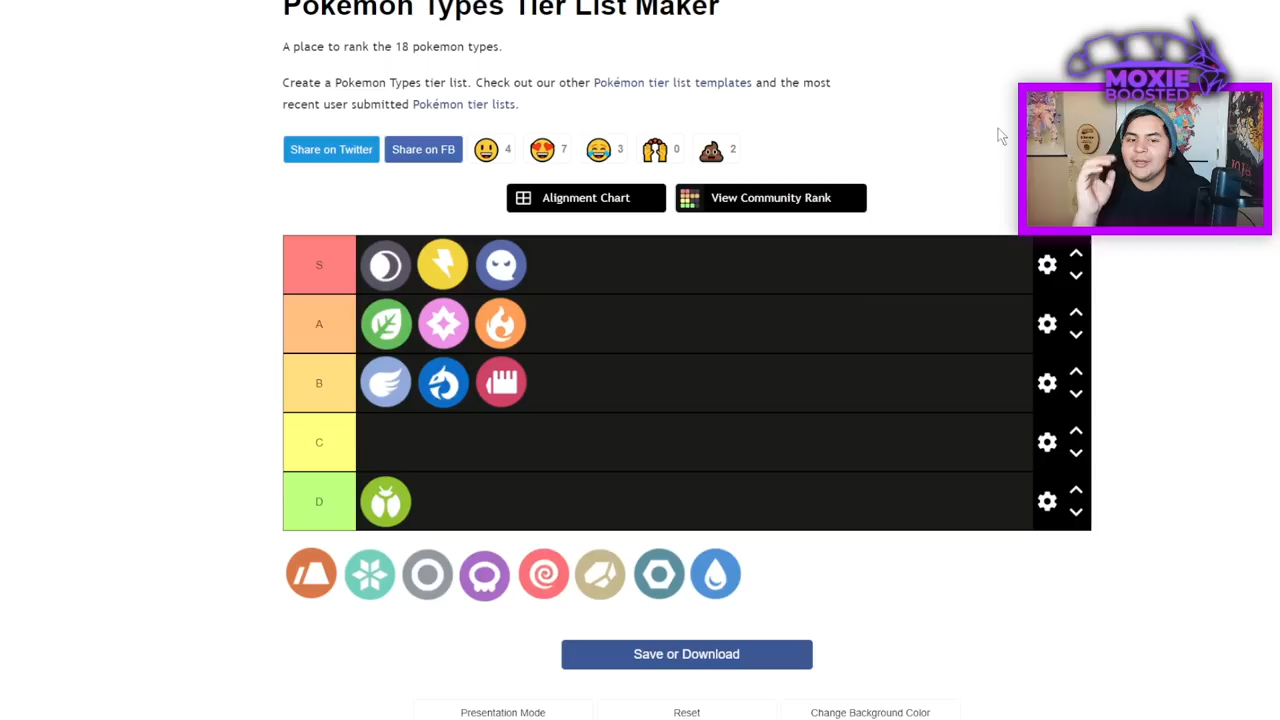 Pokemon Types Tier List Maker
A place to rank the 18 pokemon types.
Create a Pokemon Types tier list. Check out our other Pokémon tier list templates and the most
recent user submitted Pokémon tier lists.
Share on Twitter
Share on FB
4
7
3
0
2
Alignment Chart
View Community Rank
MOXIE
BOOSTED
S
A
B
C
D
Save or Download
Presentation Mode
Reset
Change Background Color